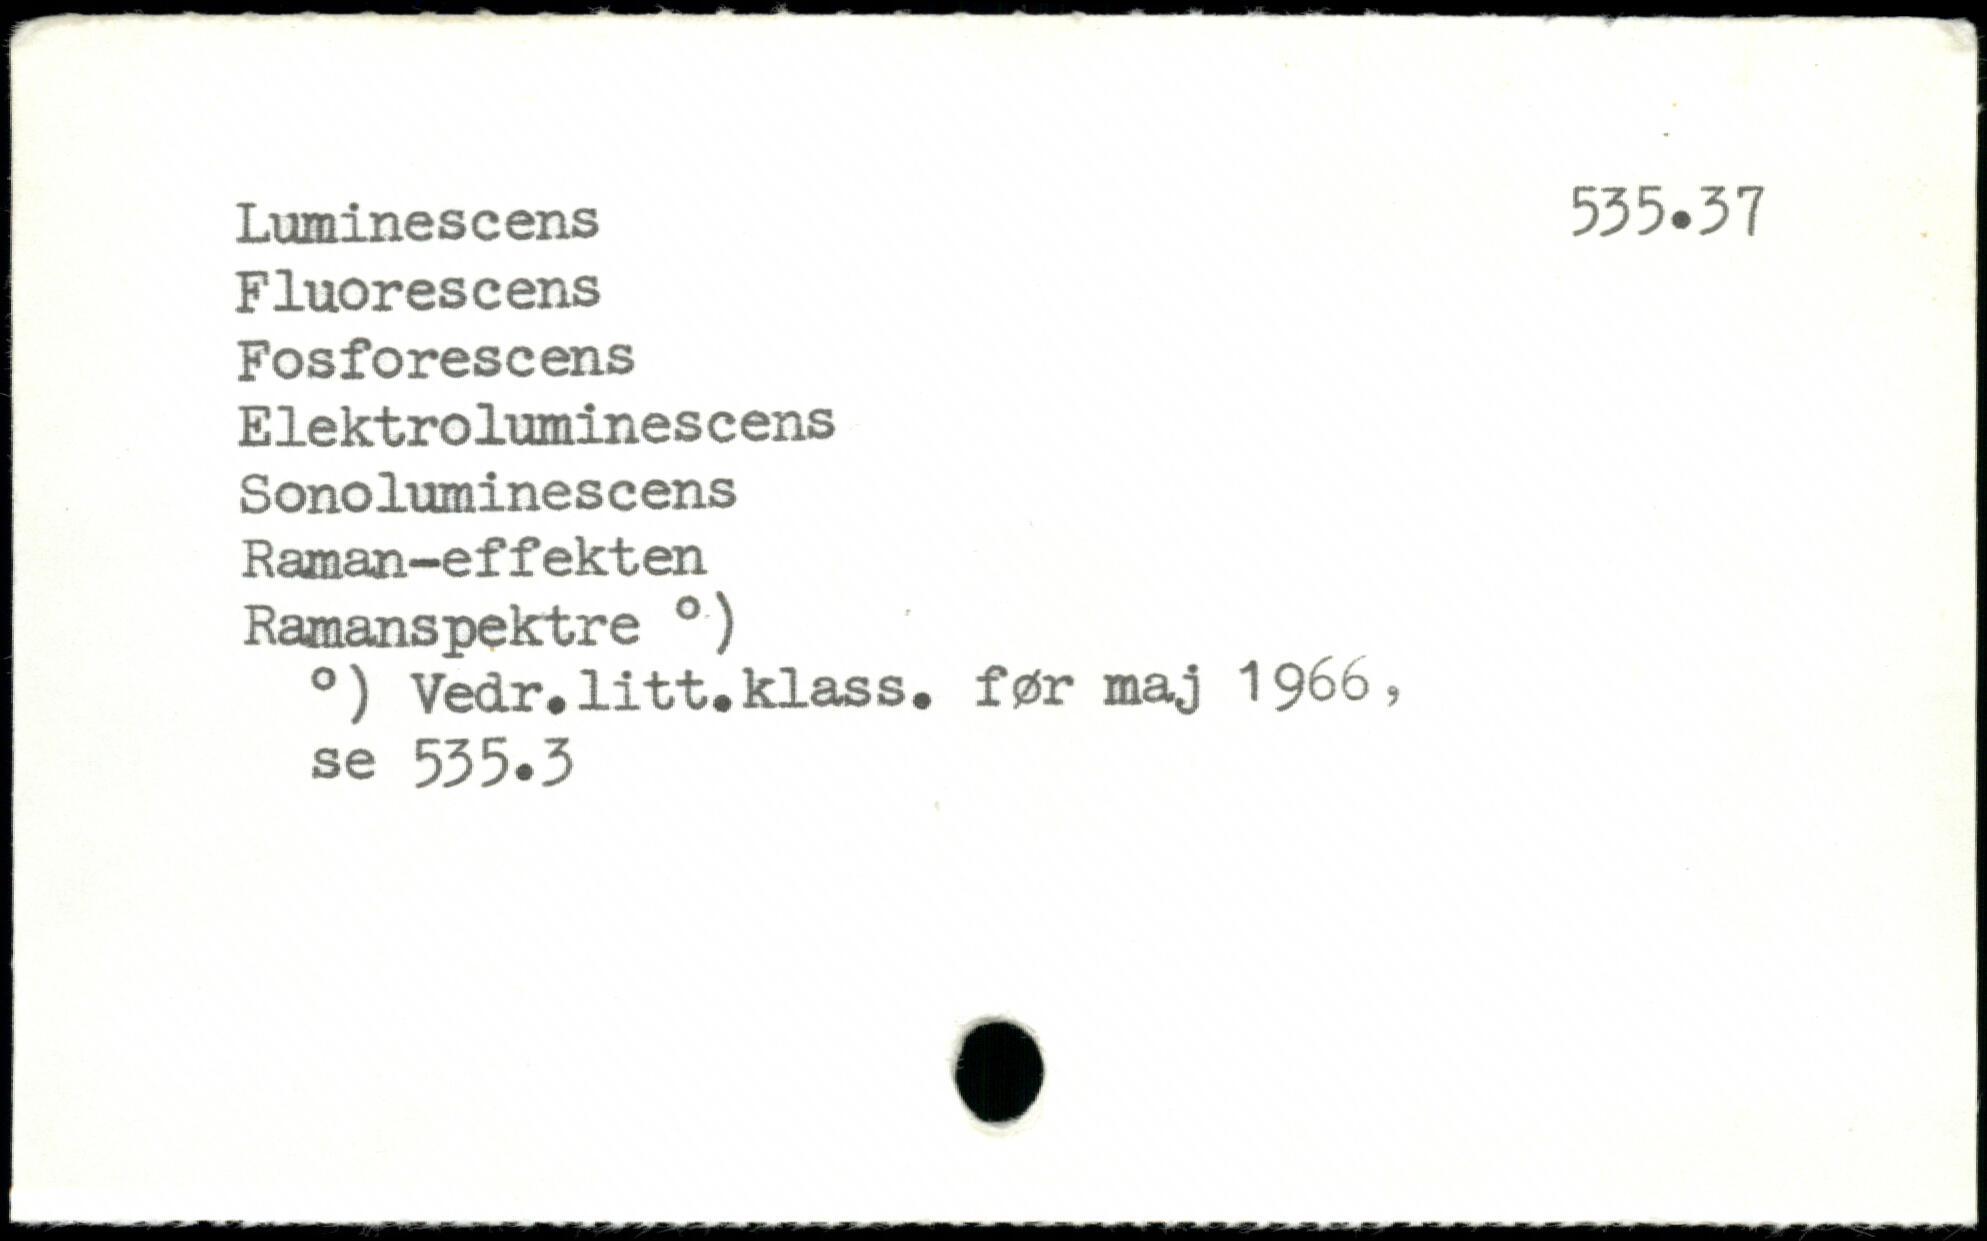 Luminescens 535.37
Fluorescens
Fosforescens
Elektroluminescens
Sonoluminescens
Raman-effekten
Ramanspektre °)
°) Vedr.litt.klass. før maj 1966,
se 535.3